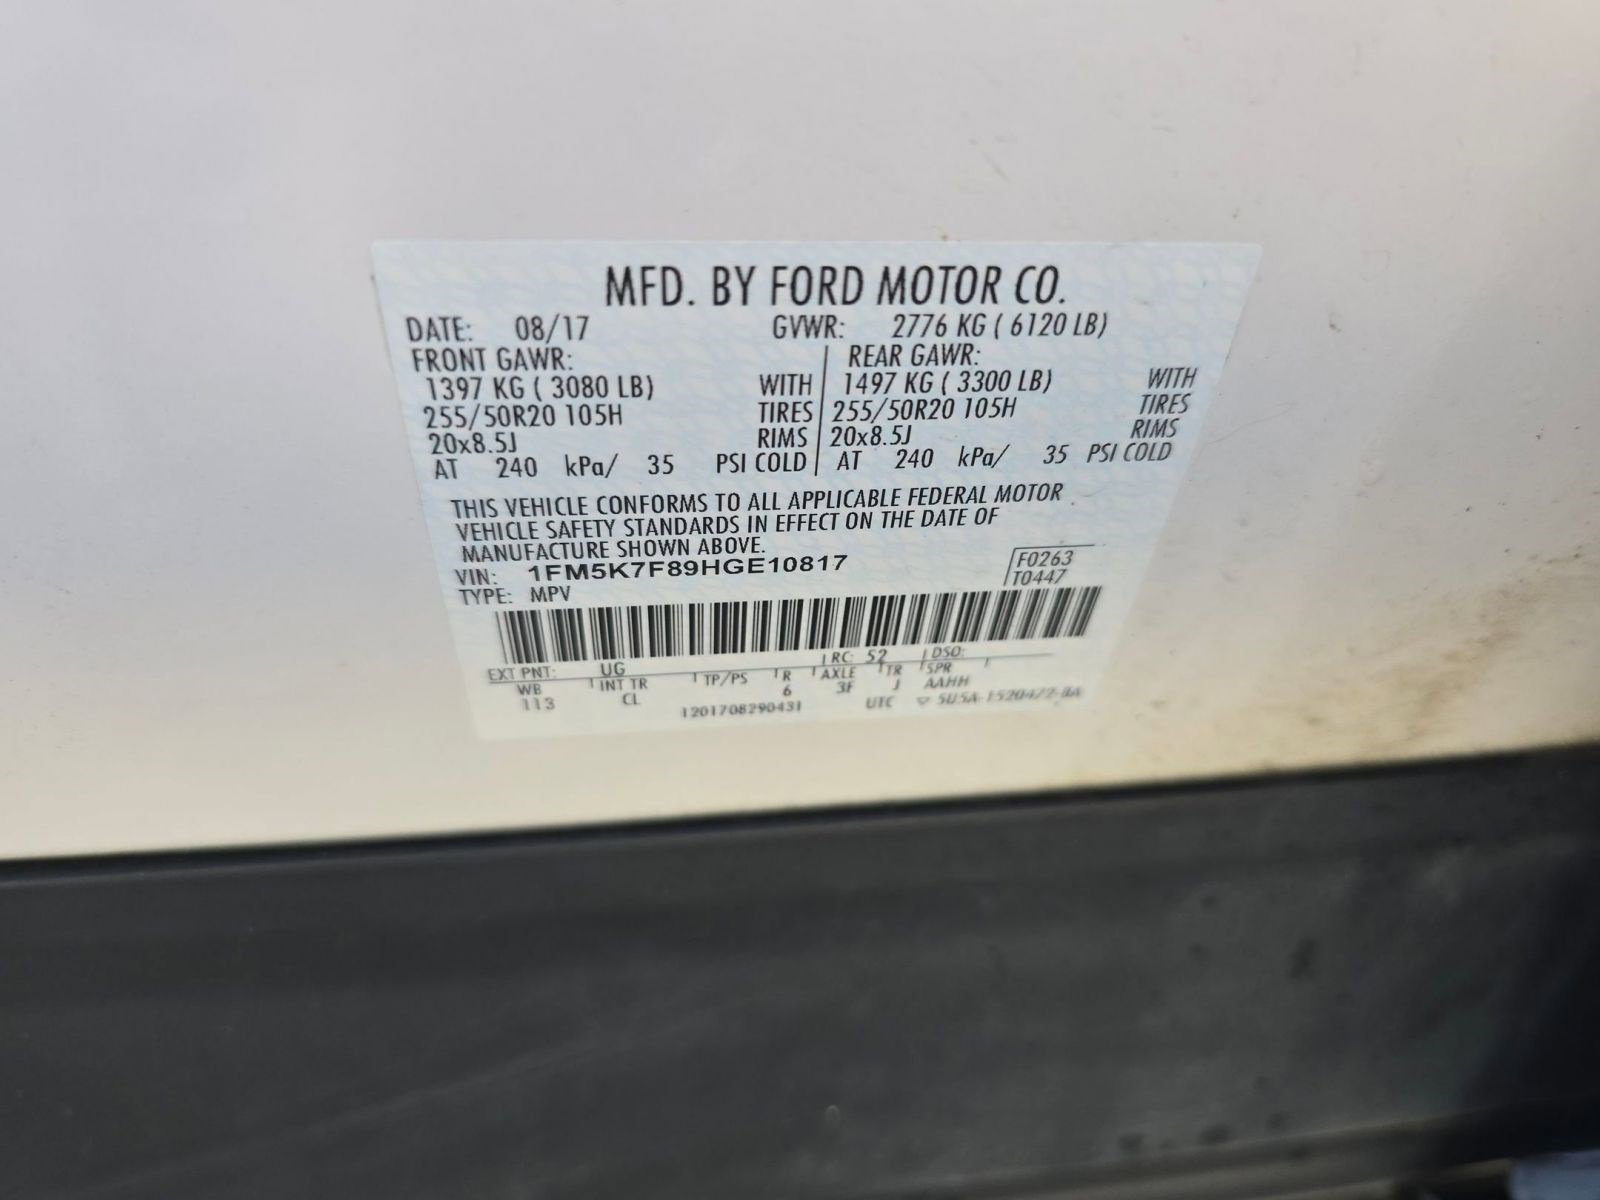 MFD. BY FORD MOTOR CO.
DATE: 08/17 GVWR: 2776 KG ( 6120 LB)
FRONT GAWR: REAR GAWR:
1397 KG ( 3080 LB) WITH 1497 KG ( 3300 LB) WITH
255/50R20 105H TIRES 255/50R20 105H TIRES
20x8.5J RIMS 20x8.5J RIMS
AT 240 kPa/ 35 PSI COLD AT 240 kPa/ 35 PSI COLD
THIS VEHICLE CONFORMS TO ALL APPLICABLE FEDERAL MOTOR
VEHICLE SAFETY STANDARDS IN EFFECT ON THE DATE OF
MANUFACTURE SHOWN ABOVE.
VIN: 1FM5K7F89HGE10817 F0263
TYPE: MPV T0447
EXT PNT: UG RC: 52 DSO:
WB INT TR TP/PS R AXLE TR SPR
113 CL 6 3F J AAHH
1201708290431 UTC 5U5A-1520472-BA